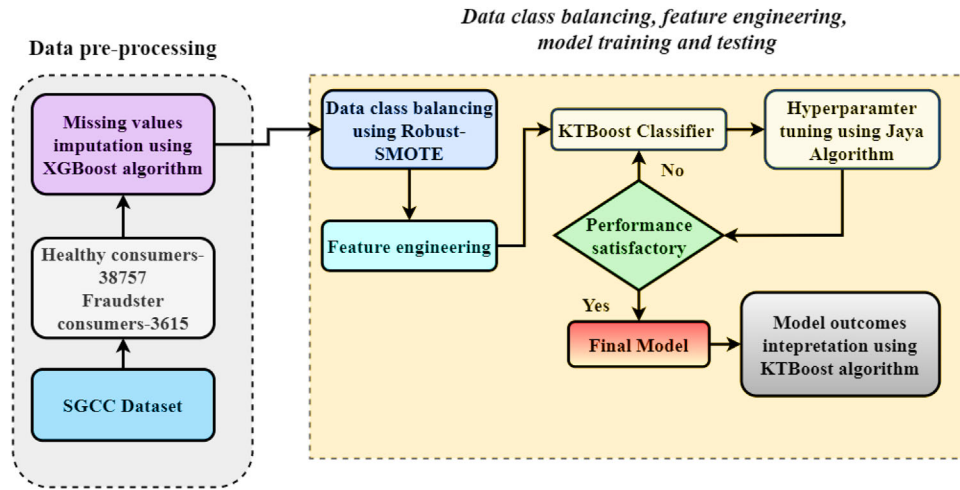 Data class balancing, feature engineering,
model training and testing
Data pre-processing
Missing values
imputation using
XGBoost algorithm
Healthy consumers-
38757
Fraudster
consumers-3615
SGCC Dataset
Data class balancing
using Robust-
SMOTE
Feature engineering
KTBoost Classifier
Hyperparamter
tuning using Jaya
Algorithm
No
Performance
satisfactory
Yes
Final Model
Model outcomes
intepretation using
KTBoost algorithm